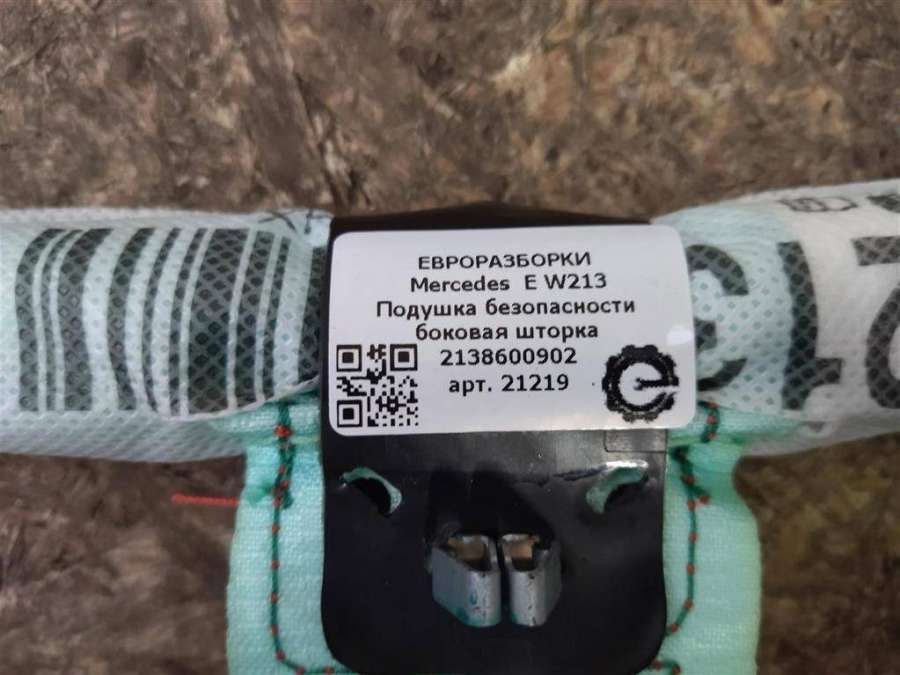 ЕВРОРАЗБОРКИ
Mercedes E W213
Подушка безопасности
боковая шторка
2138600902
арт. 21219